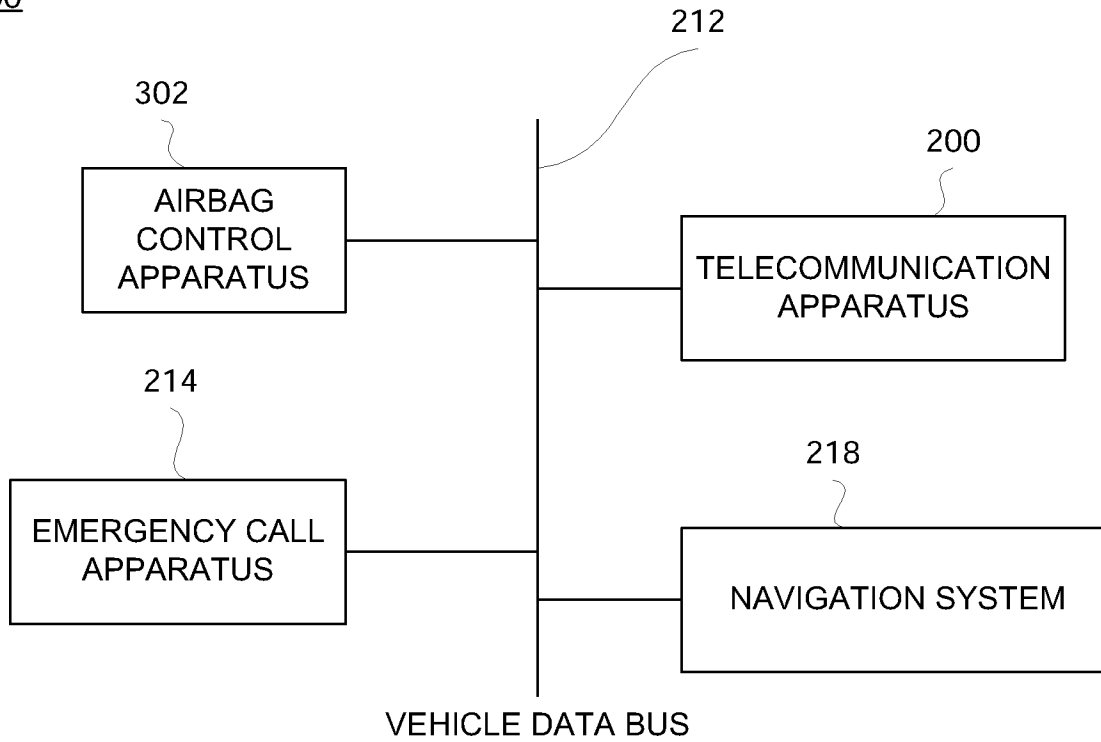 212
302
200
AIRBAG
CONTROL
APPARATUS
TELECOMMUNICATION
APPARATUS
214
218
EMERGENCY CALL
APPARATUS
NAVIGATION SYSTEM
VEHICLE DATA BUS